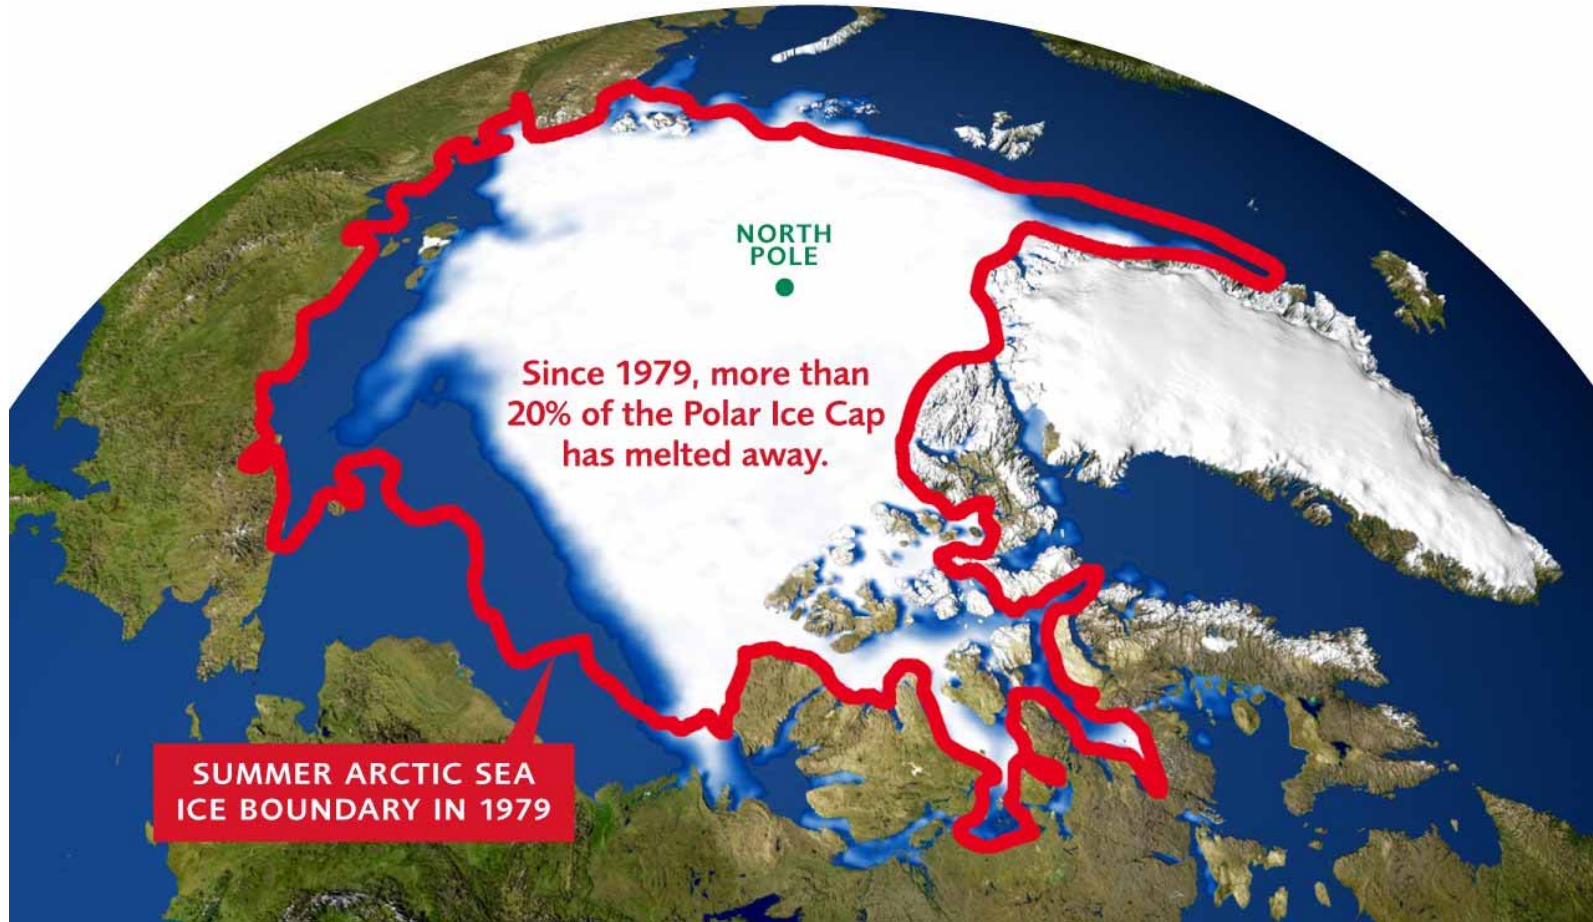 NORTH
POLE
Since 1979, more than
20% of the Polar Ice Cap
has melted away.
SUMMER ARCTIC SEA
ICE BOUNDARY IN 1979